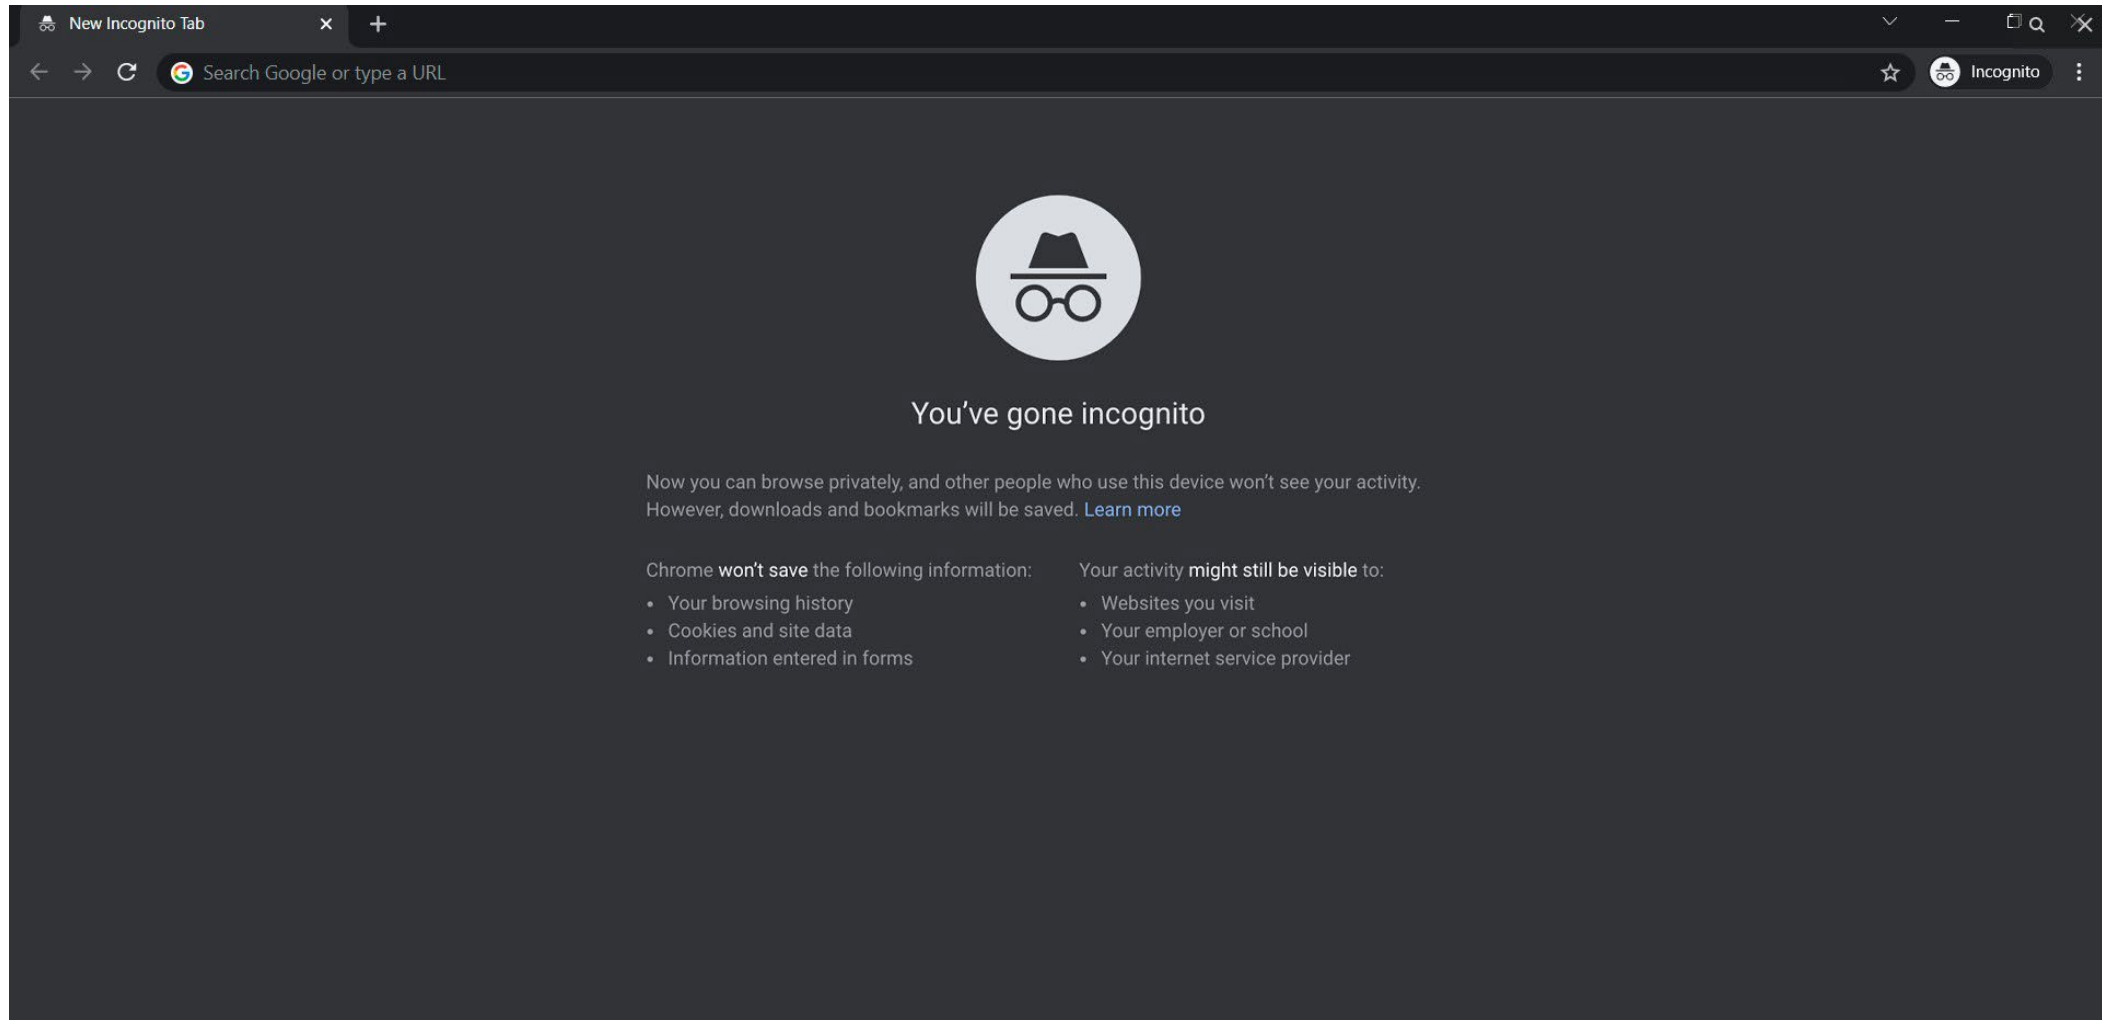 New Incognito Tab
Search Google or type a URL
Incognito
You've gone incognito
Now you can browse privately, and other people who use this device won't see your activity.
However, downloads and bookmarks will be saved. Learn more
Chrome won't save the following information:
• Your browsing history
• Cookies and site data
• Information entered in forms
Your activity might still be visible to:
• Websites you visit
• Your employer or school
• Your internet service provider